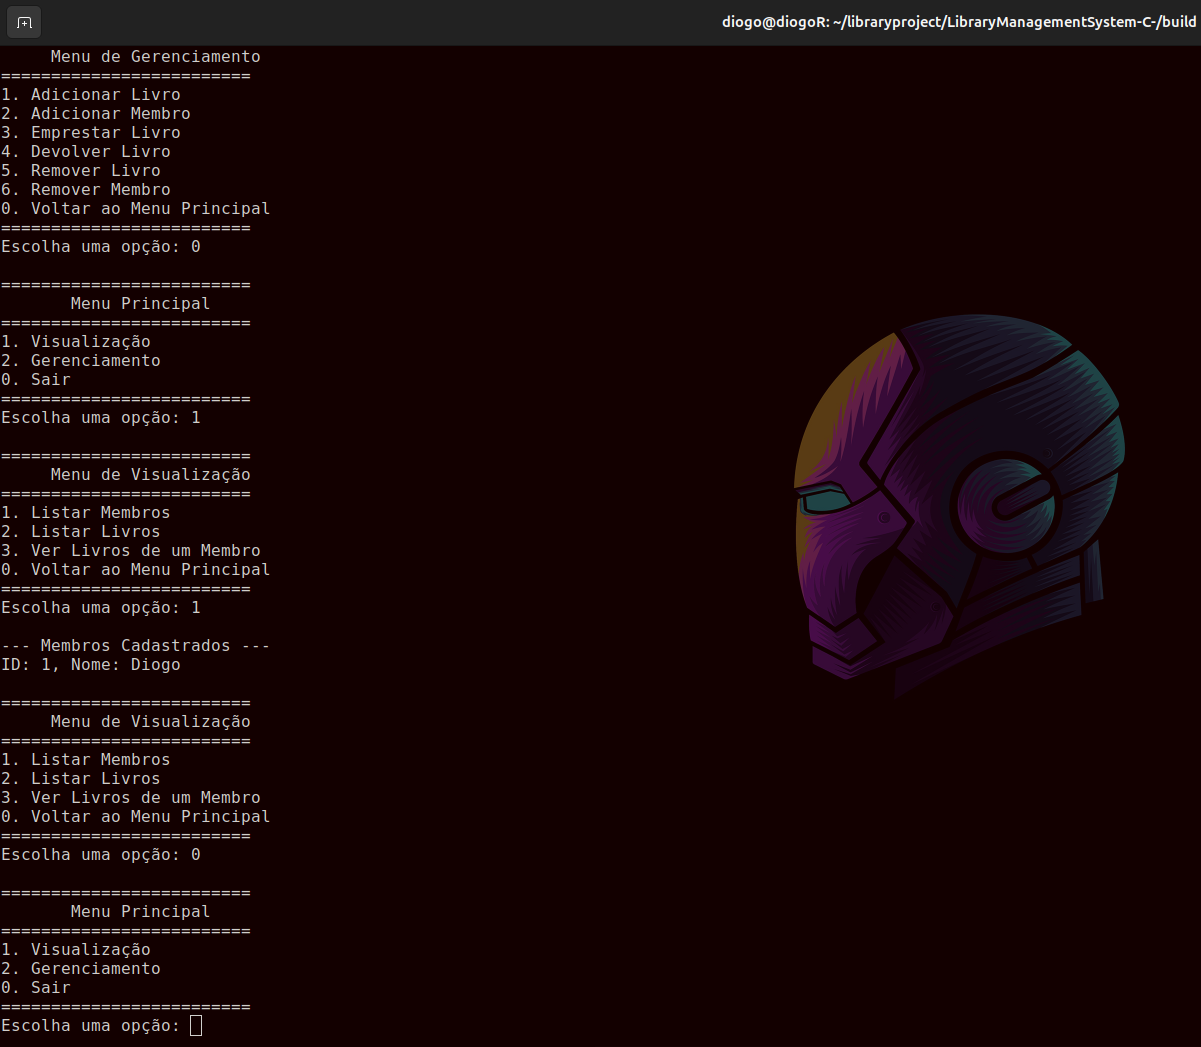 diogo@diogoR: ~/libraryproject/LibraryManagementSystem-C-/build
     Menu de Gerenciamento
=========================
1. Adicionar Livro
2. Adicionar Membro
3. Emprestar Livro
4. Devolver Livro
5. Remover Livro
6. Remover Membro
0. Voltar ao Menu Principal
=========================
Escolha uma opção: 0

=========================
       Menu Principal
=========================
1. Visualização
2. Gerenciamento
0. Sair
=========================
Escolha uma opção: 1

=========================
     Menu de Visualização
=========================
1. Listar Membros
2. Listar Livros
3. Ver Livros de um Membro
0. Voltar ao Menu Principal
=========================
Escolha uma opção: 1

--- Membros Cadastrados ---
ID: 1, Nome: Diogo

=========================
     Menu de Visualização
=========================
1. Listar Membros
2. Listar Livros
3. Ver Livros de um Membro
0. Voltar ao Menu Principal
=========================
Escolha uma opção: 0

=========================
       Menu Principal
=========================
1. Visualização
2. Gerenciamento
0. Sair
=========================
Escolha uma opção: